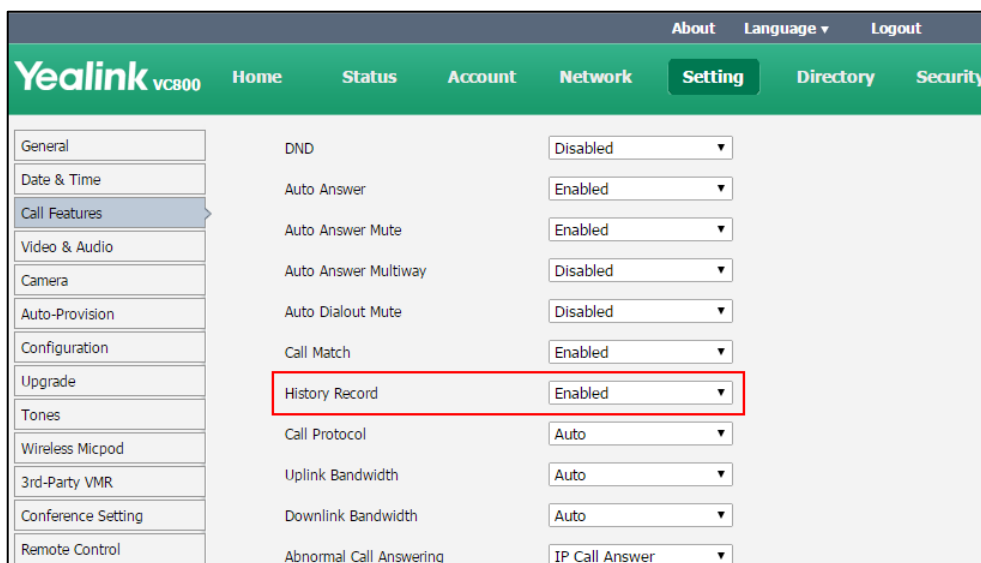 About Language ▾ Logout
Yealink VC800 Home Status Account Network Setting Directory Security
General
Date & Time
Call Features
Video & Audio
Camera
Auto-Provision
Configuration
Upgrade
Tones
Wireless Micpod
3rd-Party VMR
Conference Setting
Remote Control
DND Disabled
Auto Answer Enabled
Auto Answer Mute Enabled
Auto Answer Multiway Disabled
Auto Dialout Mute Disabled
Call Match Enabled
History Record Enabled
Call Protocol Auto
Uplink Bandwidth Auto
Downlink Bandwidth Auto
Abnormal Call Answering IP Call Answer